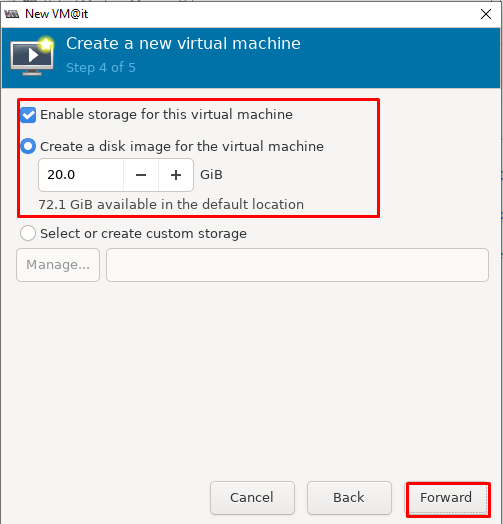 New VM@it
Create a new virtual machine
Step 4 of 5
Enable storage for this virtual machine
Create a disk image for the virtual machine
20.0 − + GiB
72.1 GiB available in the default location
Select or create custom storage
Manage...
Cancel Back Forward